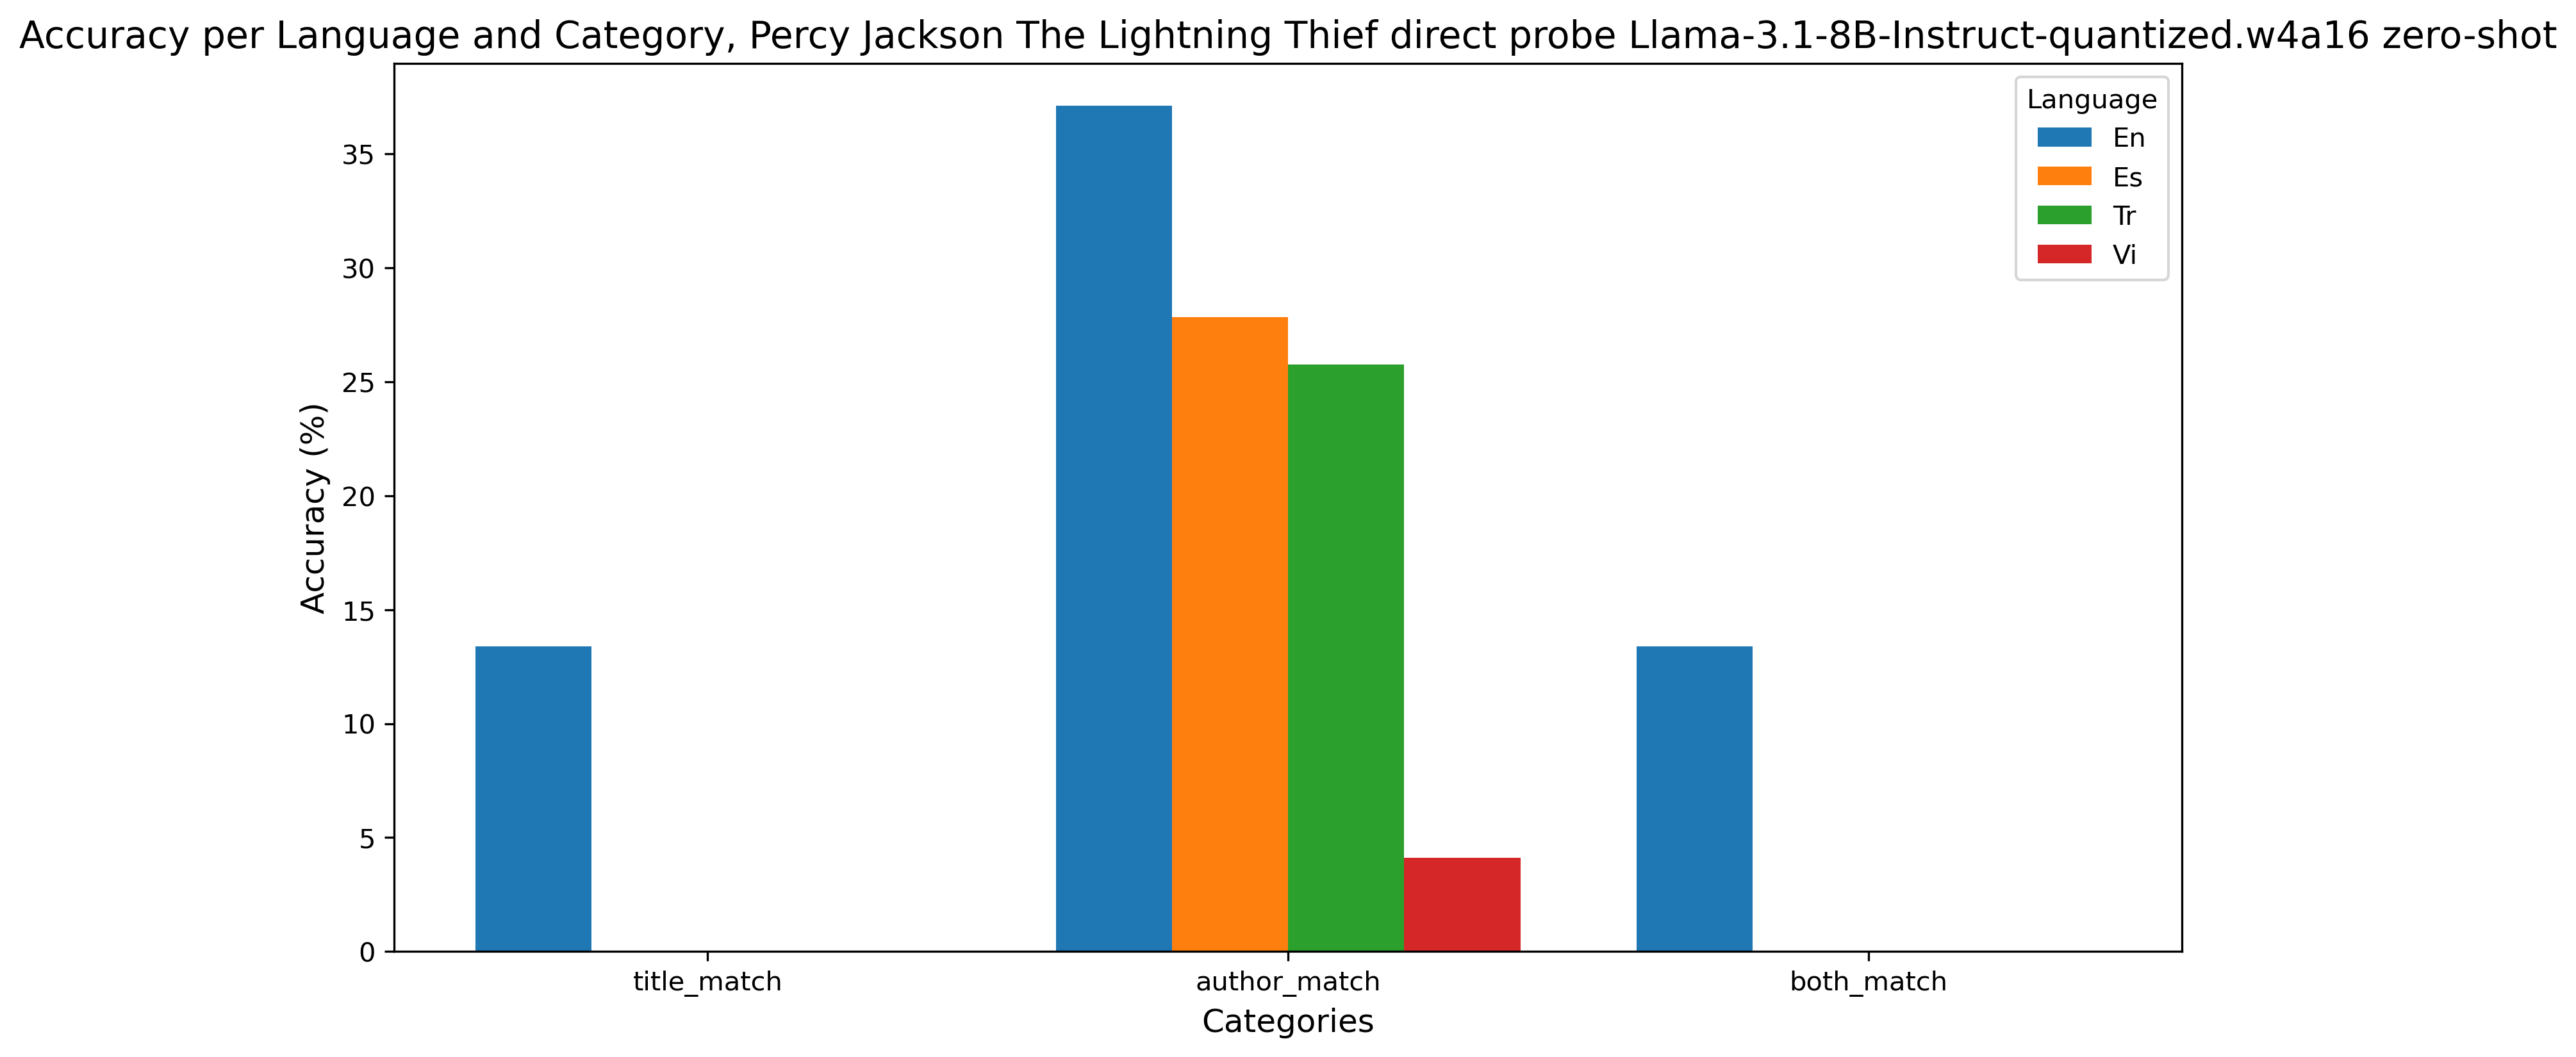 Accuracy per Language and Category, Percy Jackson The Lightning Thief direct probe Llama-3.1-8B-Instruct-quantized.w4a16 zero-shot
Language
En
Es
Tr
Vi
Accuracy (%)
35
30
25
20
15
10
5
0
title_match
author_match
both_match
Categories